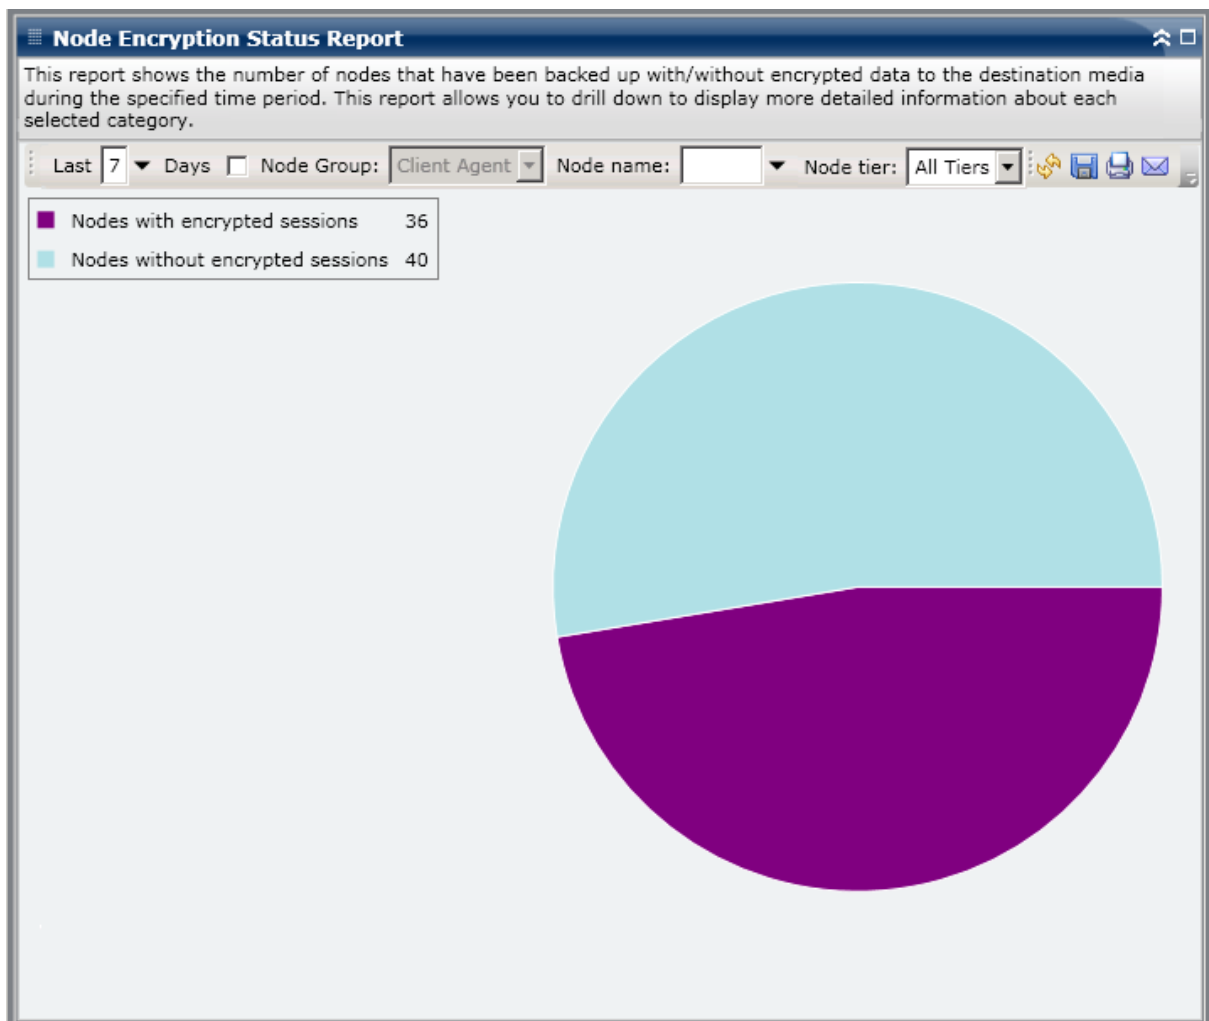 Node Encryption Status Report
This report shows the number of nodes that have been backed up with/without encrypted data to the destination media
during the specified time period. This report allows you to drill down to display more detailed information about each
selected category.
Last 7 Days Node Group: Client Agent Node name: Node tier: All Tiers
Nodes with encrypted sessions 36
Nodes without encrypted sessions 40